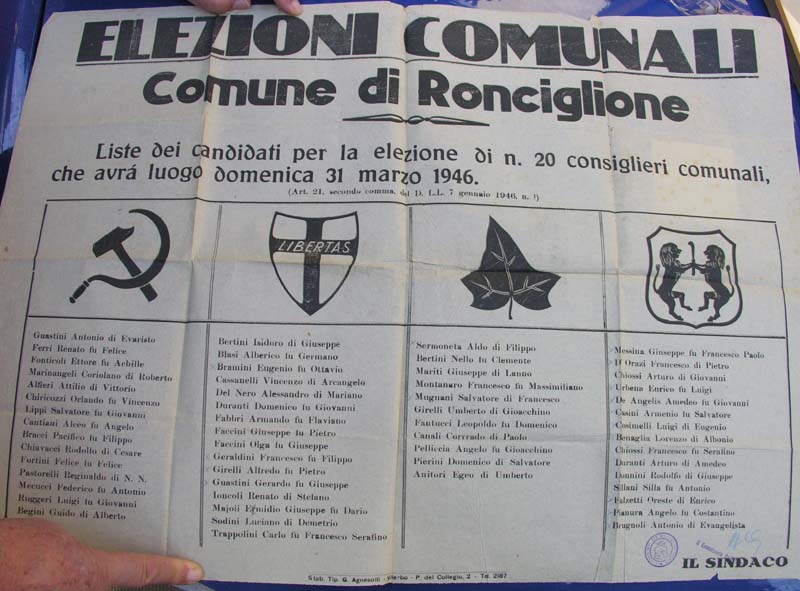 ELEZIONI COMUNALI
Comune di Ronciglione
Liste dei candidati per la elezione di n. 20 consiglieri comunali,
che avrá luogo domenica 31 marzo 1946.
(Art. 21, secondo comma, del D. L.L. 7 gennaio 1946, n. 1)
Guastini Antonio di Evaristo
Ferri Renato fu Felice
Fonticoli Ettore fu Achille
Marinangeli Coriolano di Roberto
Alfieri Attilio di Vittorio
Chiricozzi Orlando fu Vincenzo
Lippi Salvatore fu Giovanni
Cantiani Alceo fu Angelo
Bracci Pacifico fu Filippo
Chiavacci Rodolfo di Cesare
Fortini Felice fu Felice
Pastorelli Reginaldo di N. N.
Mecucci Federico fu Antonio
Ruggeri Luigi fu Giovanni
Begini Guido di Alberto
LIBERTAS
Bertini Isidoro di Giuseppe
Blasi Alberico fu Germano
Bramini Eugenio fu Ottavio
Cassanelli Vincenzo di Arcangelo
Del Nero Alessandro di Mariano
Duranti Domenico fu Giovanni
Fabbri Armando fu Flaviano
Faccini Giuseppe fu Pietro
Faccini Olga fu Giuseppe
Geraldini Francesco fu Filippo
Girelli Alfredo fu Pietro
Guastini Gerardo fu Giuseppe
Ioncoli Renato di Stefano
Majoli Egmidio Giuseppe fu Dario
Sodini Luciano di Demetrio
Trappolini Carlo fu Francesco Serafino
Sermoneta Aldo di Filippo
Bertini Nello fu Clemente
Mariti Giuseppe di Lanno
Montanaro Francesco fu Massimiliano
Mugnani Salvatore di Francesco
Girelli Umberto di Gioacchino
Fantucci Leopoldo fu Domenico
Canali Corrrado di Paolo
Pelliccia Angelo fu Gioacchino
Pierini Domenico di Salvatore
Anitori Egeo di Umberto
Messina Giuseppe fu Francesco Paolo
D'Orazi Francesco di Pietro
Chiossi Arturo di Giovanni
Urbena Enrico fu Luigi
De Angelis Amedeo fu Giovanni
Casini Armenio fu Salvatore
Cosimelli Luigi di Eugenio
Benaglia Lorenzo di Albonio
Chiossi Francesco fu Serafino
Duranti Arturo di Amedeo
Donnini Rodolfo di Giuseppe
Sillani Silla fu Antonio
Falzetti Oreste di Enrico
Pianura Angelo fu Costantino
Brugnoli Antonio di Evangelista
IL SINDACO
Stab. Tip. G. Agnesotti - Viterbo - P. del Collegio, 2 - Tel. 2187